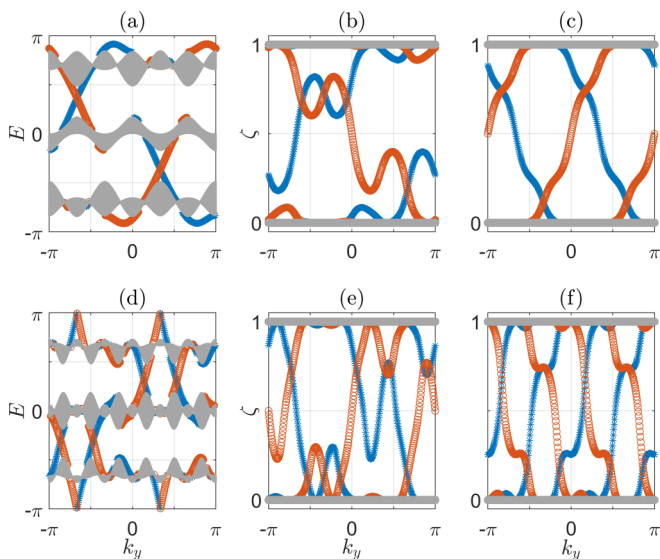 (a) (b) (c)
π 1 1
E 0 ζ
-π 0 0
-π 0 π -π 0 π -π 0 π
(d) (e) (f)
π 1 1
E 0 ζ
-π 0 0
-π 0 π -π 0 π -π 0 π
k_y k_y k_y